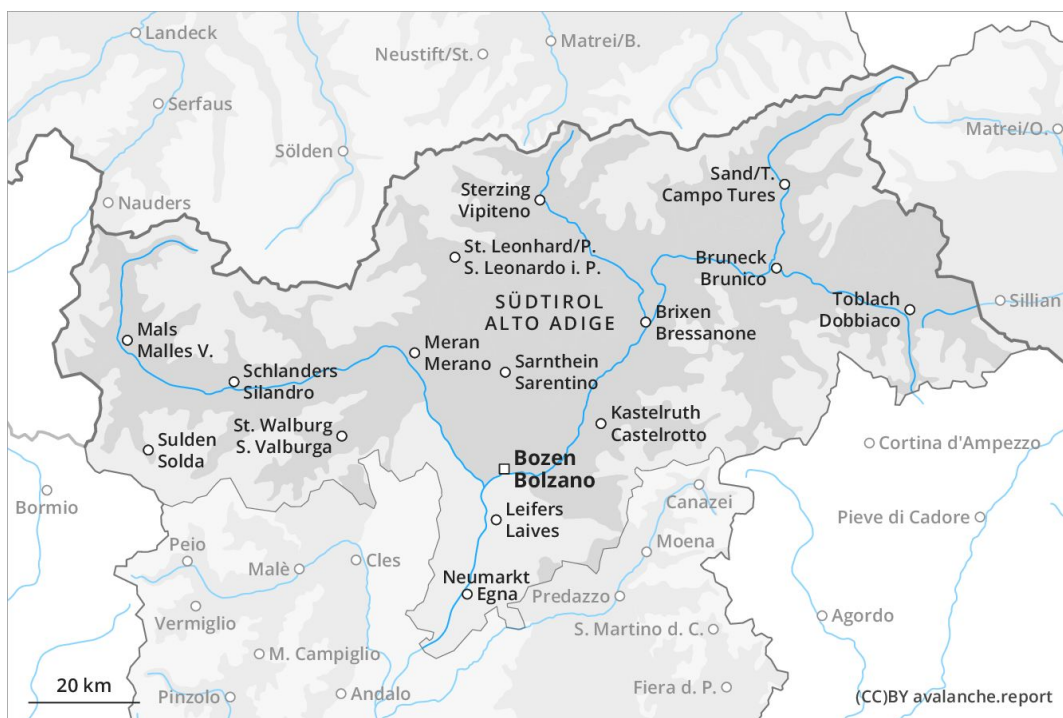 Landeck
Neustift/St.
Matrei/B.
Serfaus
Matrei/O.
Sölden
Sand/T.
Campo Tures
Sterzing
Vipiteno
Nauders
St. Leonhard/P.
S. Leonardo i. P.
Bruneck
Brunico
SÜDTIROL
ALTO ADIGE
Toblach
Dobbiaco
Sillian
Brixen
Bressanone
Mals
Malles V.
Meran
Merano
Sarnthein
Sarentino
Schlanders
Silandro
Kastelruth
Castelrotto
St. Walburg
S. Valburga
Sulden
Solda
Cortina d'Ampezzo
Bozen
Bolzano
Bormio
Canazei
Leifers
Laives
Pieve di Cadore
Peio
Cles
Moena
Malè
Neumarkt
Egna
Predazzo
Vermiglio
Agordo
S. Martino d. C.
M. Campiglio
20 km
Pinzolo
Andalo
Fiera d. P.
(CC)BY avalanche.report